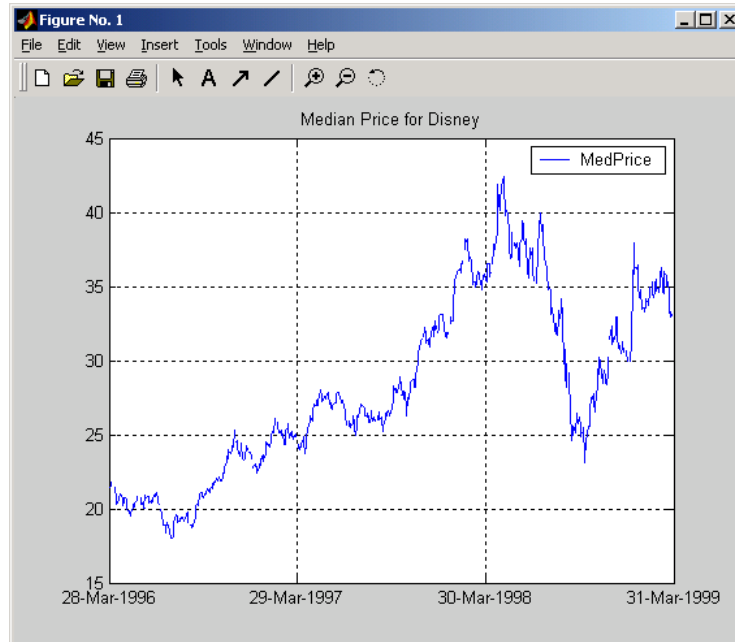 Figure No. 1
File Edit View Insert Tools Window Help
A
Median Price for Disney
MedPrice
45
40
35
30
25
20
15
28-Mar-1996 29-Mar-1997 30-Mar-1998 31-Mar-1999